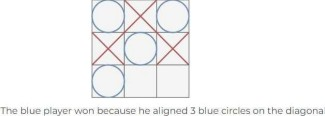 The blue player won because he aligned 3 blue circles on the diagonal